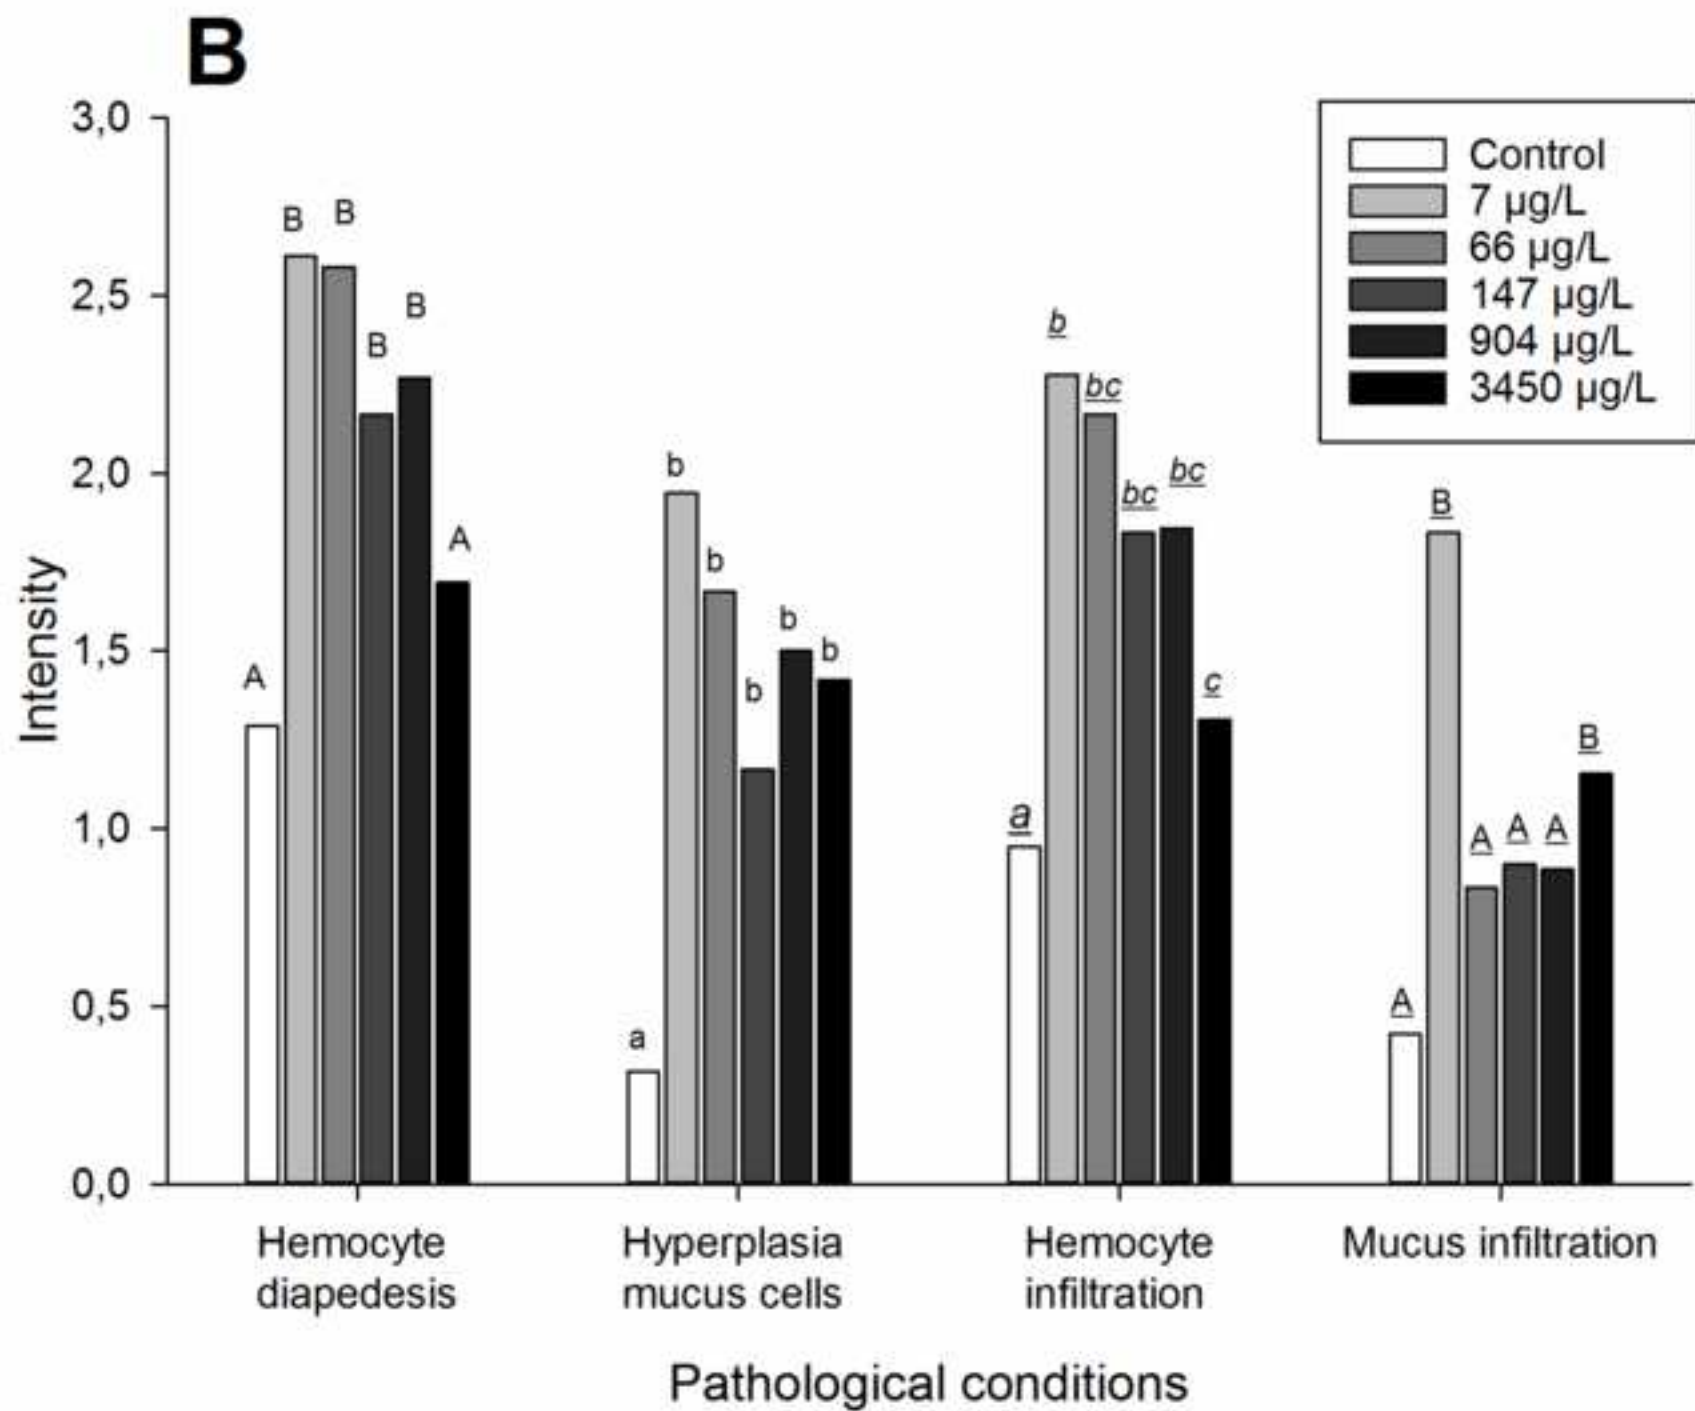 B
3,0
2,5
2,0
1,5
1,0
0,5
0,0
Intensity
Control
7 µg/L
66 µg/L
147 µg/L
904 µg/L
3450 µg/L
A
B
B
B
B
A
a
b
b
b
b
b
a
b
bc
bc
bc
c
A
B
A
A
A
B
Hemocyte
diapedesis
Hyperplasia
mucus cells
Hemocyte
infiltration
Mucus infiltration
Pathological conditions